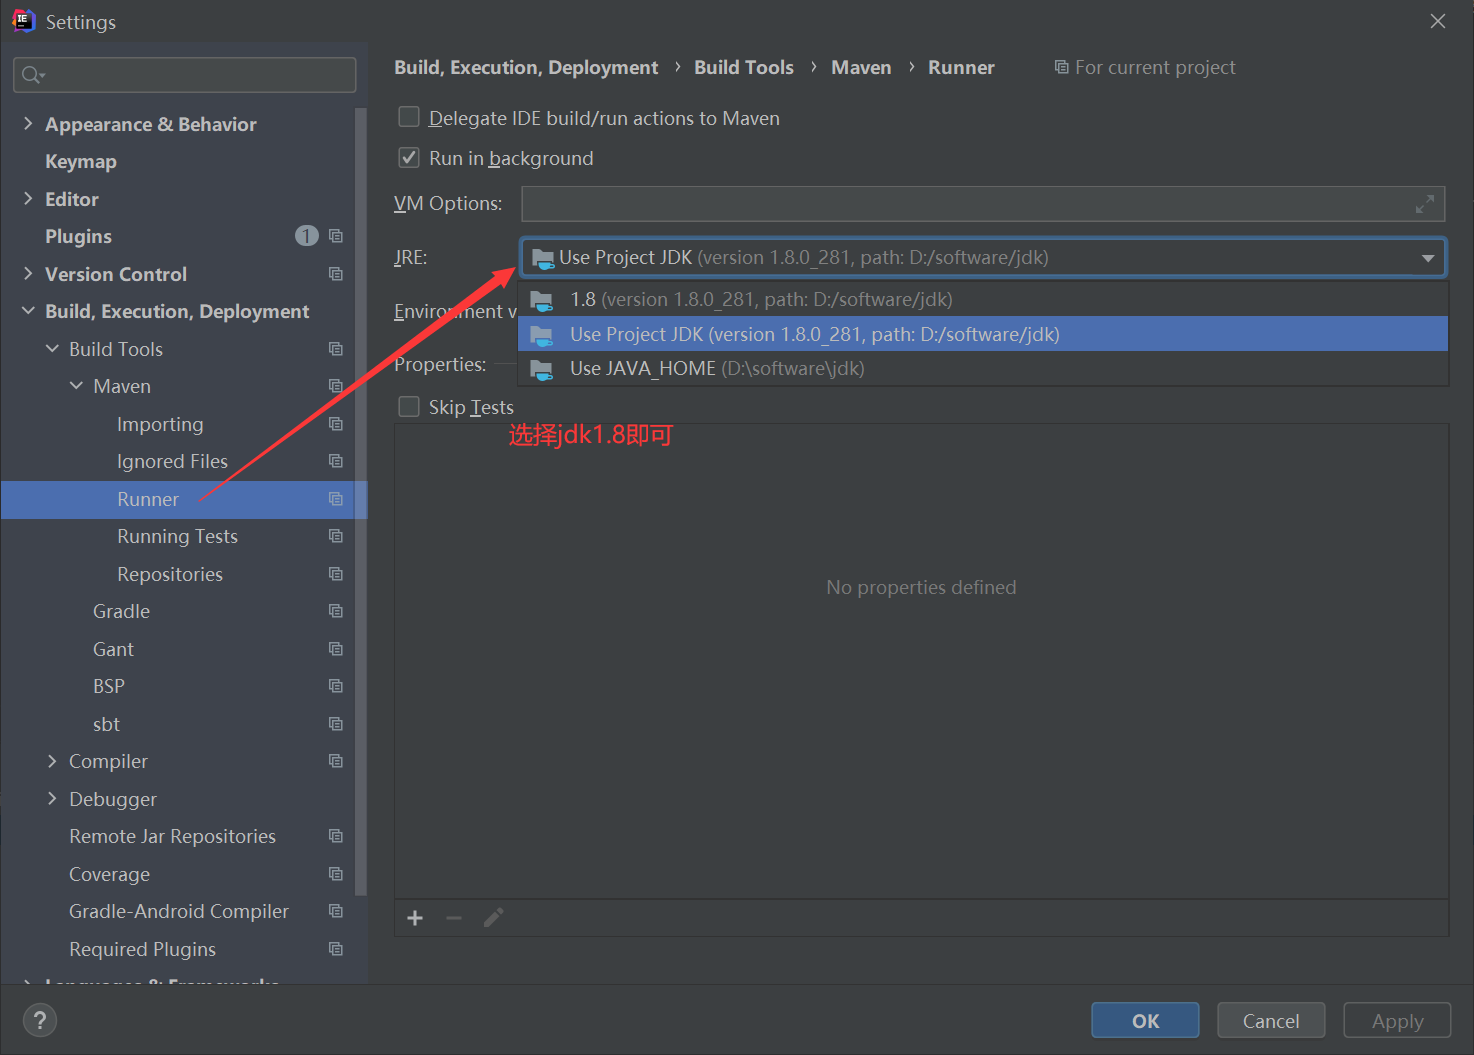 Settings
Build, Execution, Deployment › Build Tools › Maven › Runner For current project
Appearance & Behavior
Keymap
Editor
Plugins 1
Version Control
Build, Execution, Deployment
Build Tools
Maven
Importing
Ignored Files
Runner
Running Tests
Repositories
Gradle
Gant
BSP
sbt
Compiler
Debugger
Remote Jar Repositories
Coverage
Gradle-Android Compiler
Required Plugins
Languages & Frameworks
Delegate IDE build/run actions to Maven
Run in background
VM Options:
JRE: Use Project JDK (version 1.8.0_281, path: D:/software/jdk)
1.8 (version 1.8.0_281, path: D:/software/jdk)
Environment v
Use Project JDK (version 1.8.0_281, path: D:/software/jdk)
Properties:
Use JAVA_HOME (D:\software\jdk)
Skip Tests
选择jdk1.8即可
No properties defined
? OK Cancel Apply